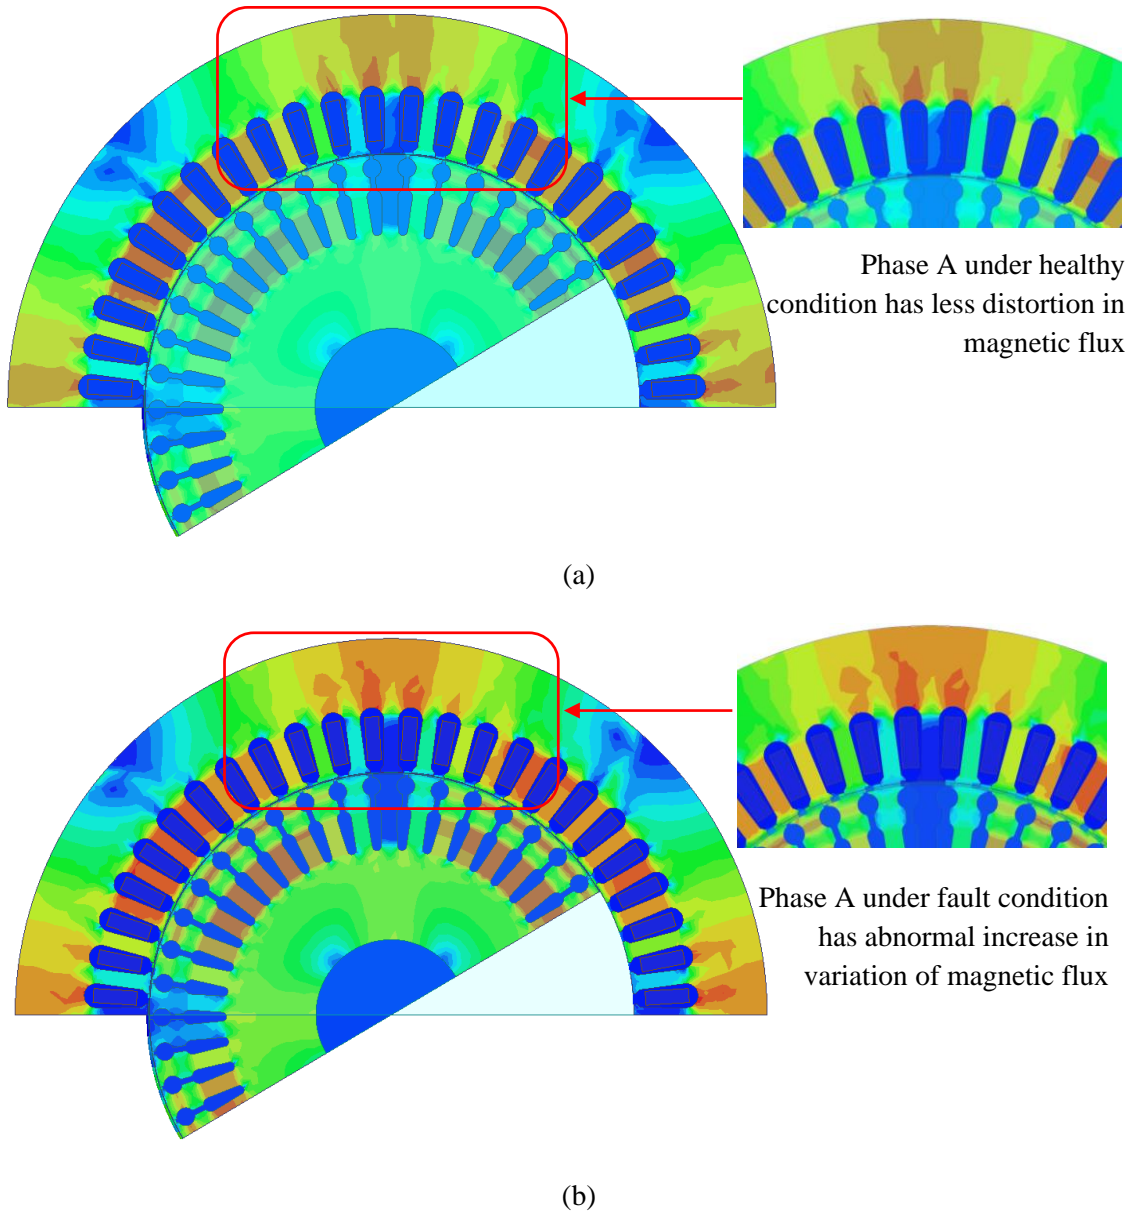 Phase A under healthy
condition has less distortion in
magnetic flux
(a)
Phase A under fault condition
has abnormal increase in
variation of magnetic flux
(b)